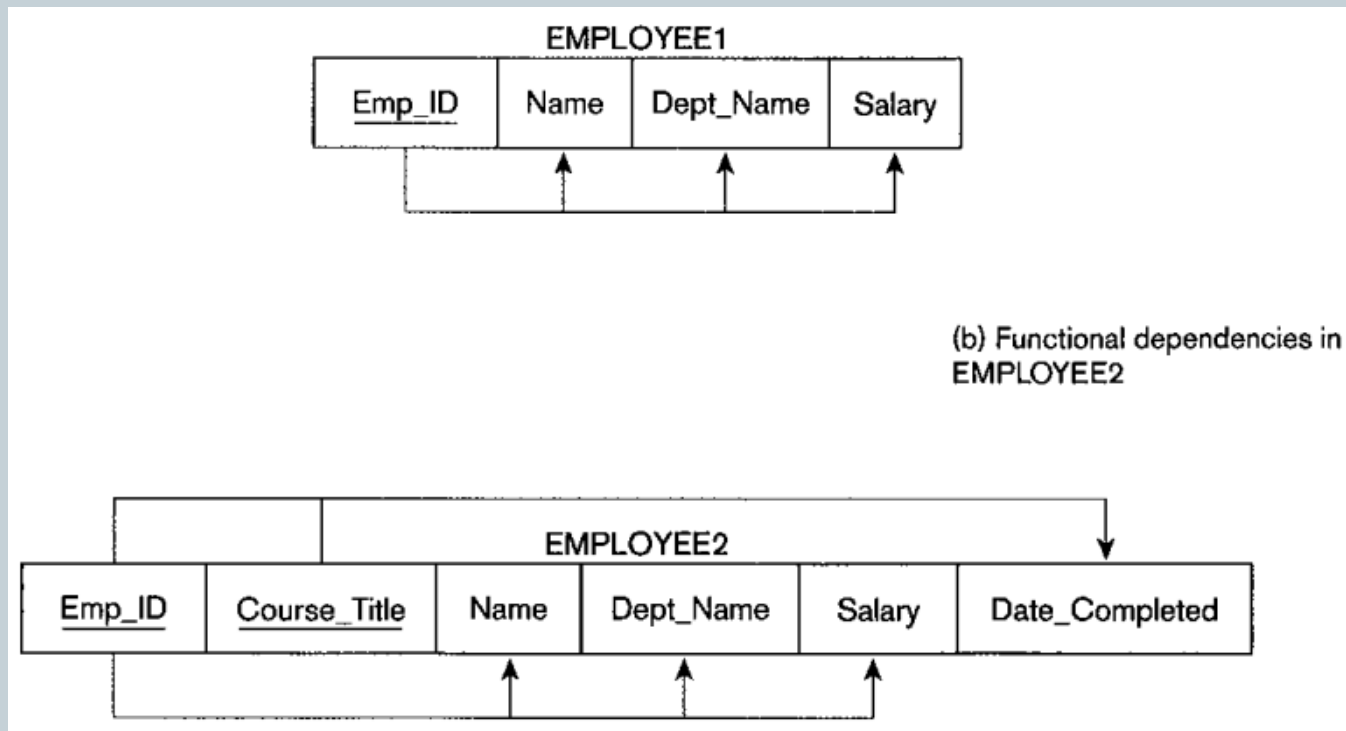 EMPLOYEE1
Emp_ID Name Dept_Name Salary
(b) Functional dependencies in
EMPLOYEE2
EMPLOYEE2
Emp_ID Course_Title Name Dept_Name Salary Date_Completed